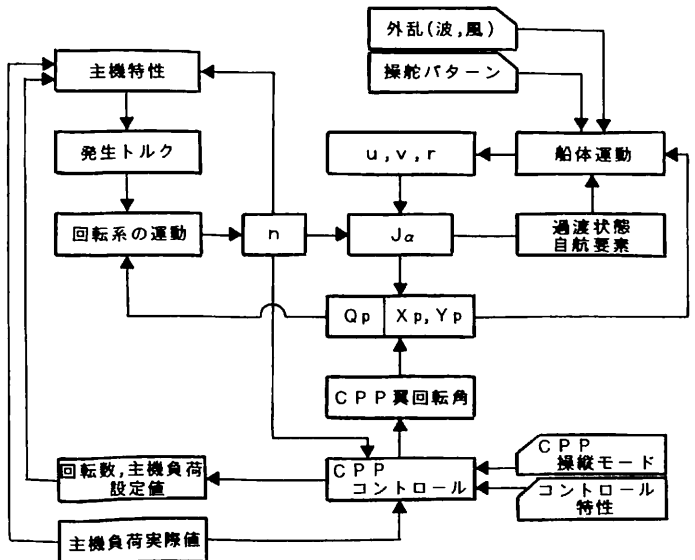 外乱(波,風)
操舵パターン
主機特性
発生トルク
u,v,r
船体運動
回転系の運動
n
Jα
過渡状態
自航要素
Qp
Xp,Yp
CPP翼回転角
回転数,主機負荷
設定値
CPP
コントロール
CPP
操縦モード
コントロール
特性
主機負荷実際値